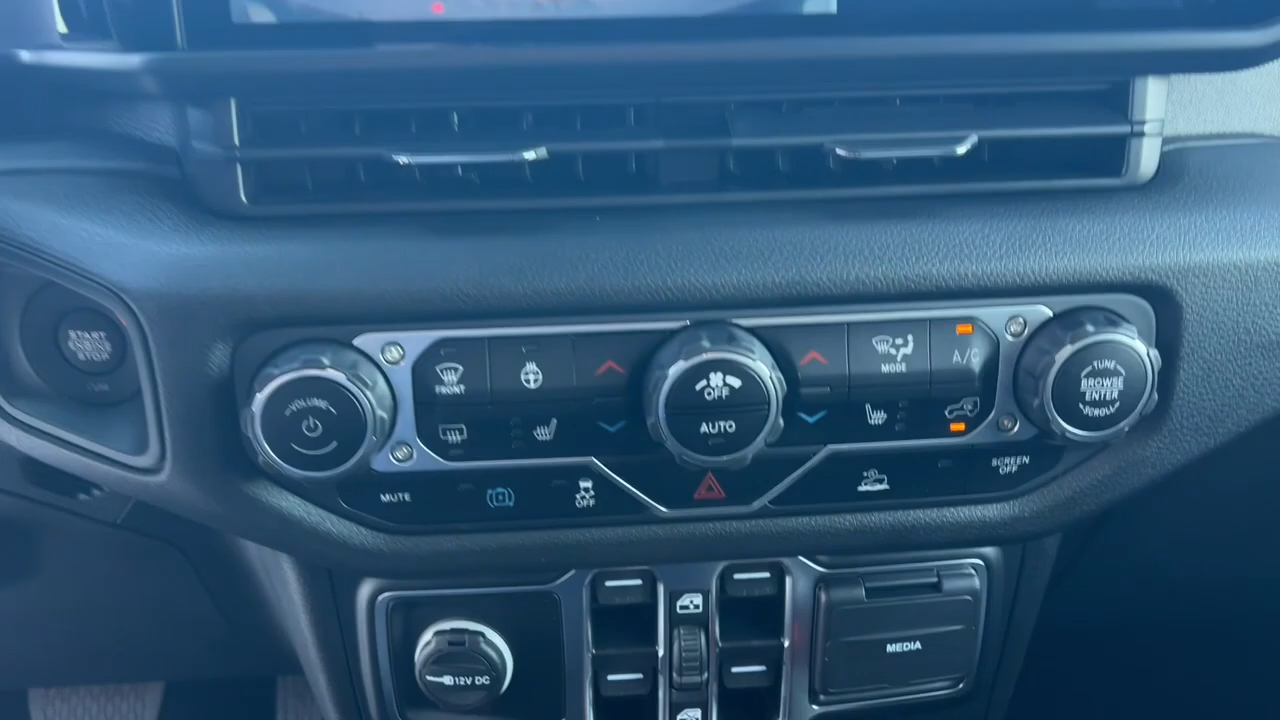 START
ENGINE
STOP
VOLUME
FRONT
OFF
AUTO
MODE
A/C
TUNE
BROWSE
ENTER
SCROLL
MUTE
OFF
SCREEN
OFF
12V DC
MEDIA